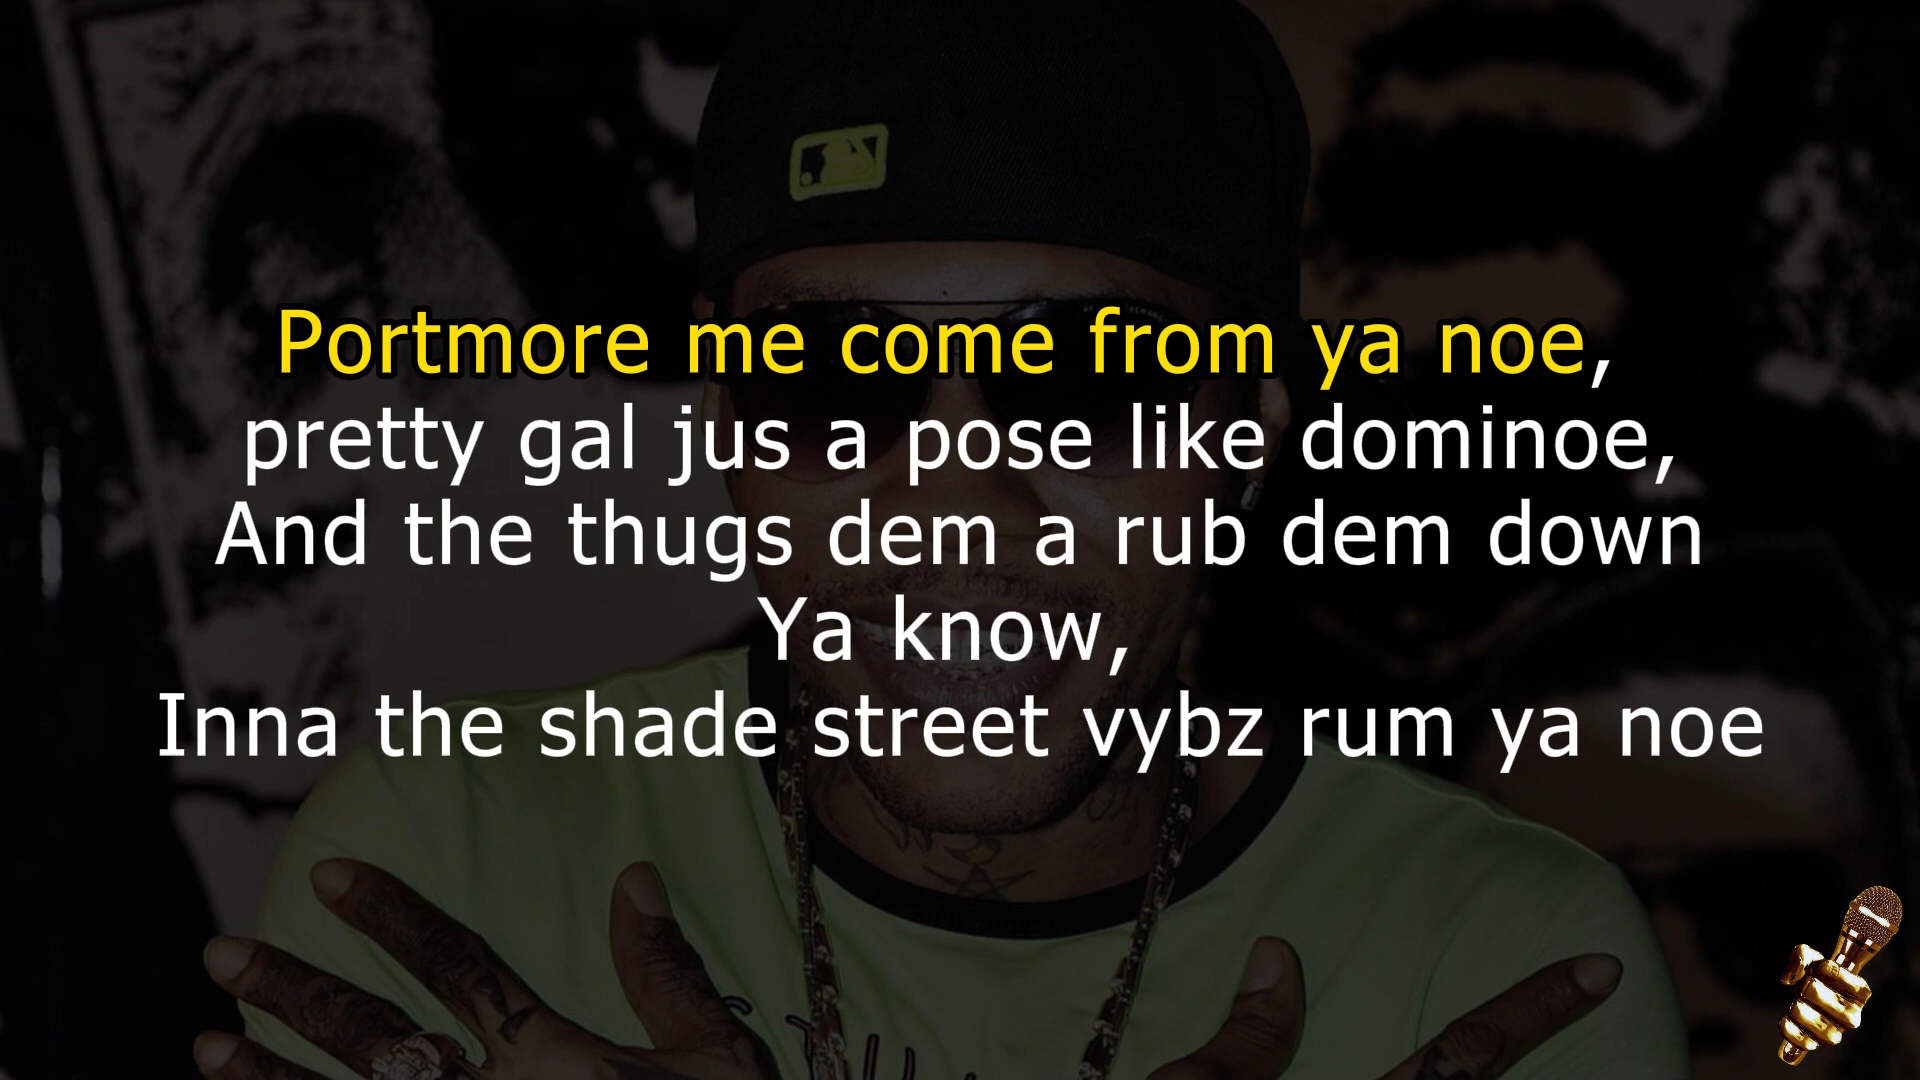 Portmore me come from ya noe,
pretty gal jus a pose like dominoe,
And the thugs dem a rub dem down
Ya know,
Inna the shade street vybz rum ya noe